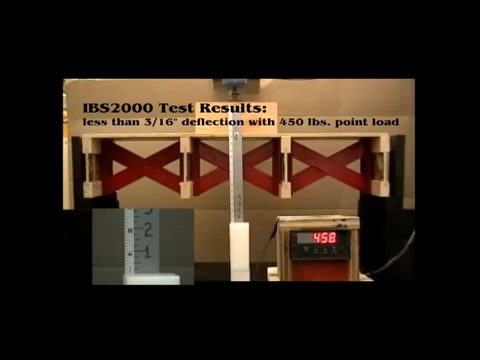 IBS2000 Test Results:
less than 3/16" deflection with 450 lbs. point load
458
2
1